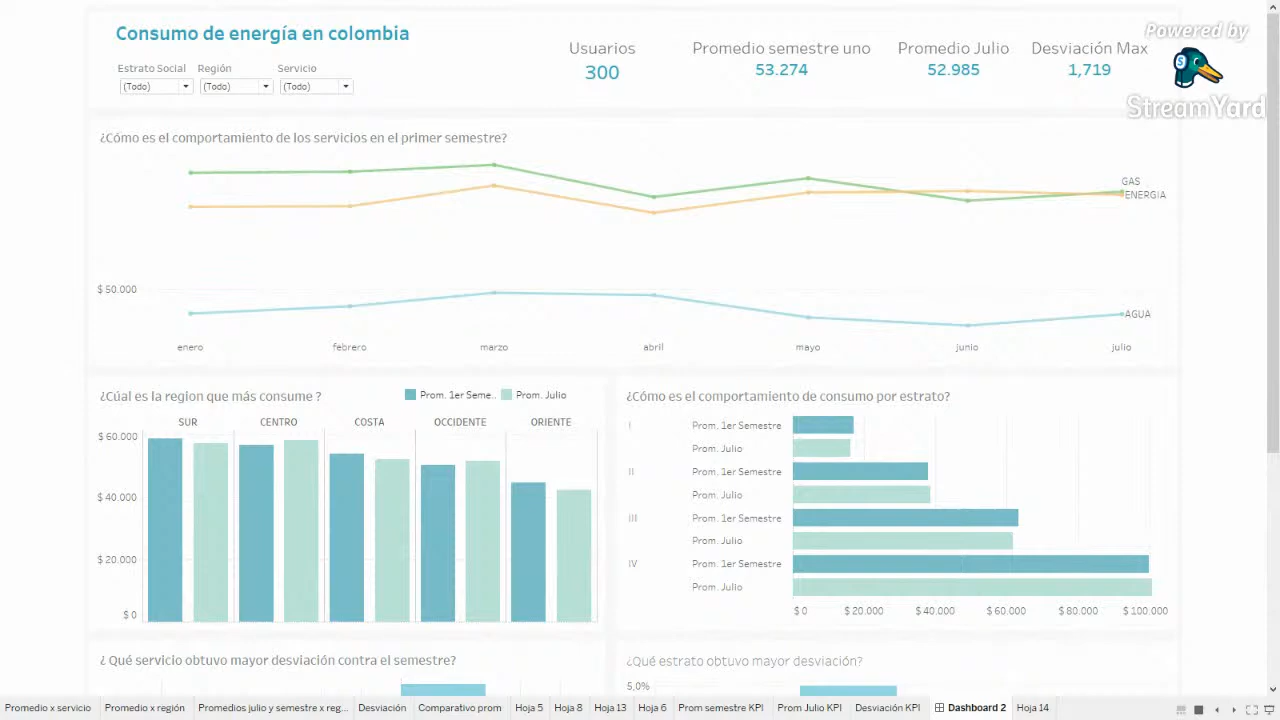 Consumo de energía en colombia
Estrato Social Región Servicio
(Todo) (Todo) (Todo)
Usuarios Promedio semestre uno Promedio Julio Desviación Max
300 53.274 52.985 1,719
Powered by
StreamYard
¿Cómo es el comportamiento de los servicios en el primer semestre?
GAS
ENERGIA
$ 50.000
AGUA
enero febrero marzo abril mayo junio julio
¿Cúal es la region que más consume ?
Prom. 1er Seme.. Prom. Julio
SUR CENTRO COSTA OCCIDENTE ORIENTE
$ 60.000
$ 40.000
$ 20.000
$ 0
¿Cómo es el comportamiento de consumo por estrato?
I Prom. 1er Semestre
Prom. Julio
II Prom. 1er Semestre
Prom. Julio
III Prom. 1er Semestre
Prom. Julio
IV Prom. 1er Semestre
Prom. Julio
$ 0 $ 20.000 $ 40.000 $ 60.000 $ 80.000 $ 100.000
¿ Qué servicio obtuvo mayor desviación contra el semestre?
¿Qué estrato obtuvo mayor desviación?
5,0%
Promedio x servicio Promedio x región Promedios julio y semestre x reg... Desviación Comparativo prom Hoja 5 Hoja 8 Hoja 13 Hoja 6 Prom semestre KPI Prom Julio KPI Desviación KPI Dashboard 2 Hoja 14